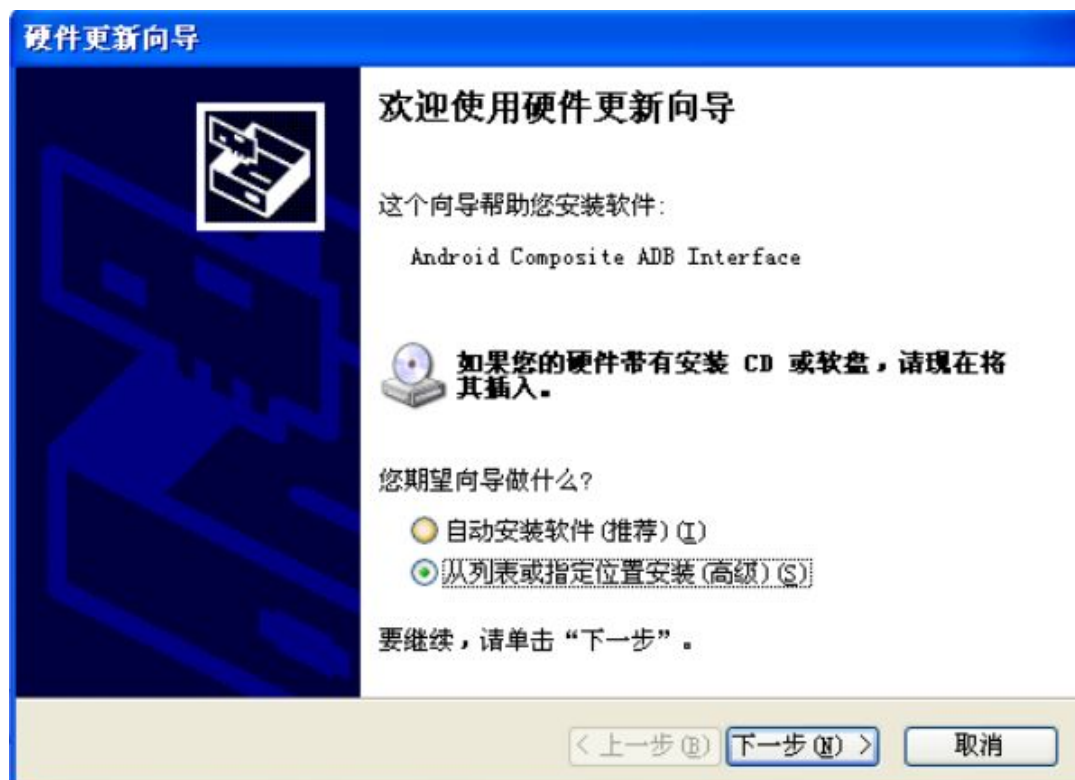 硬件更新向导
欢迎使用硬件更新向导
这个向导帮助您安装软件:
Android Composite ADB Interface
如果您的硬件带有安装 CD 或软盘，请现在将
其插入。
您期望向导做什么?
自动安装软件(推荐)(I)
从列表或指定位置安装(高级)(S)
要继续，请单击“下一步”。
< 上一步(B) 下一步(N) > 取消